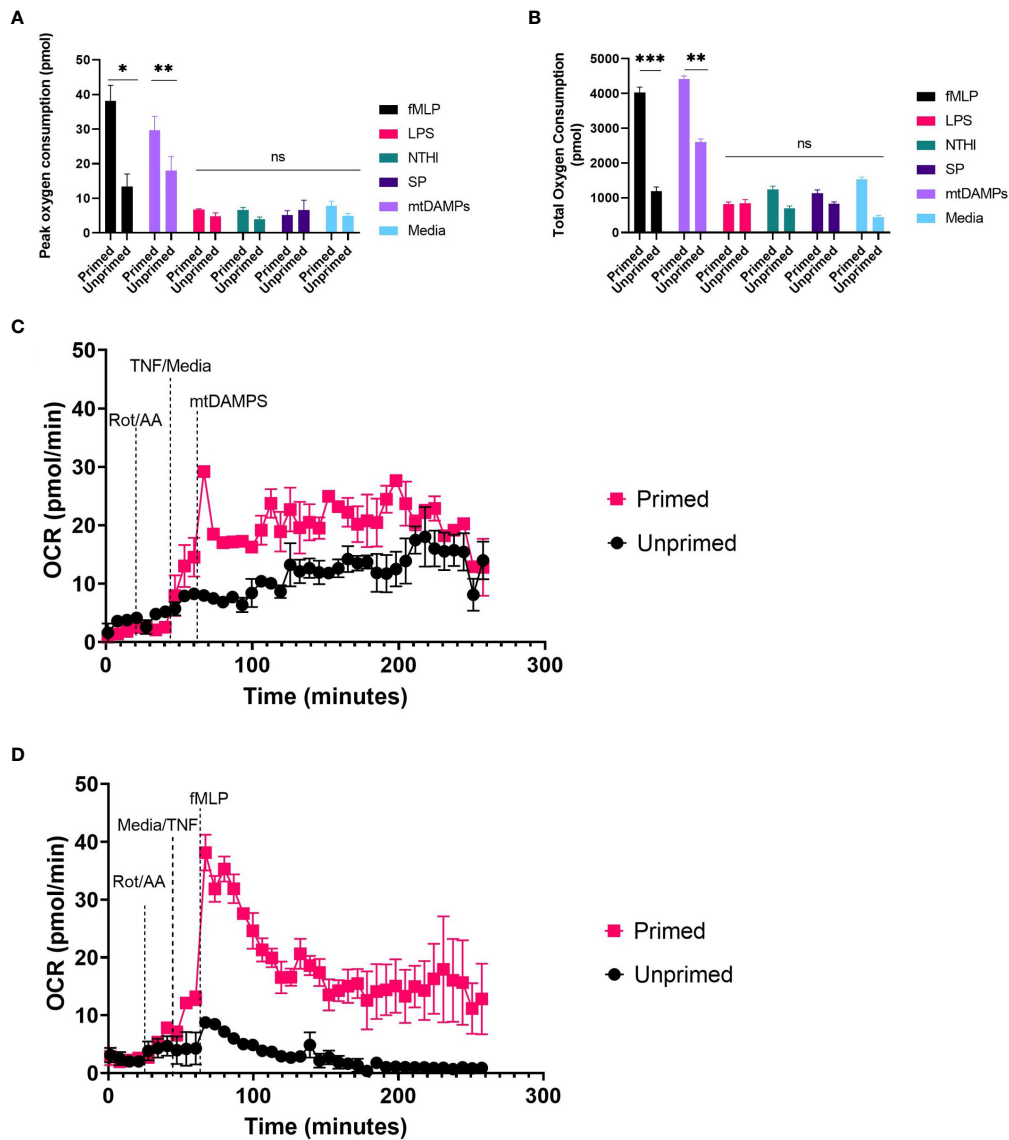 A
Peak oxygen consumption (pmol)
50
40
30
20
10
0
* **
ns
Primed
Unprimed
Primed
Unprimed
Primed
Unprimed
Primed
Unprimed
Primed
Unprimed
Primed
Unprimed
fMLP
LPS
NTHI
SP
mtDAMPs
Media
B
Total Oxygen Consumption
(pmol)
5000
4000
3000
2000
1000
0
*** **
ns
Primed
Unprimed
Primed
Unprimed
Primed
Unprimed
Primed
Unprimed
Primed
Unprimed
Primed
Unprimed
fMLP
LPS
NTHI
SP
mtDAMPs
Media
C
OCR (pmol/min)
50
40
30
20
10
0
TNF/Media
mtDAMPS
Rot/AA
0 100 200 300
Time (minutes)
Primed
Unprimed
D
OCR (pmol/min)
50
40
30
20
10
0
fMLP
Media/TNF
Rot/AA
0 100 200 300
Time (minutes)
Primed
Unprimed